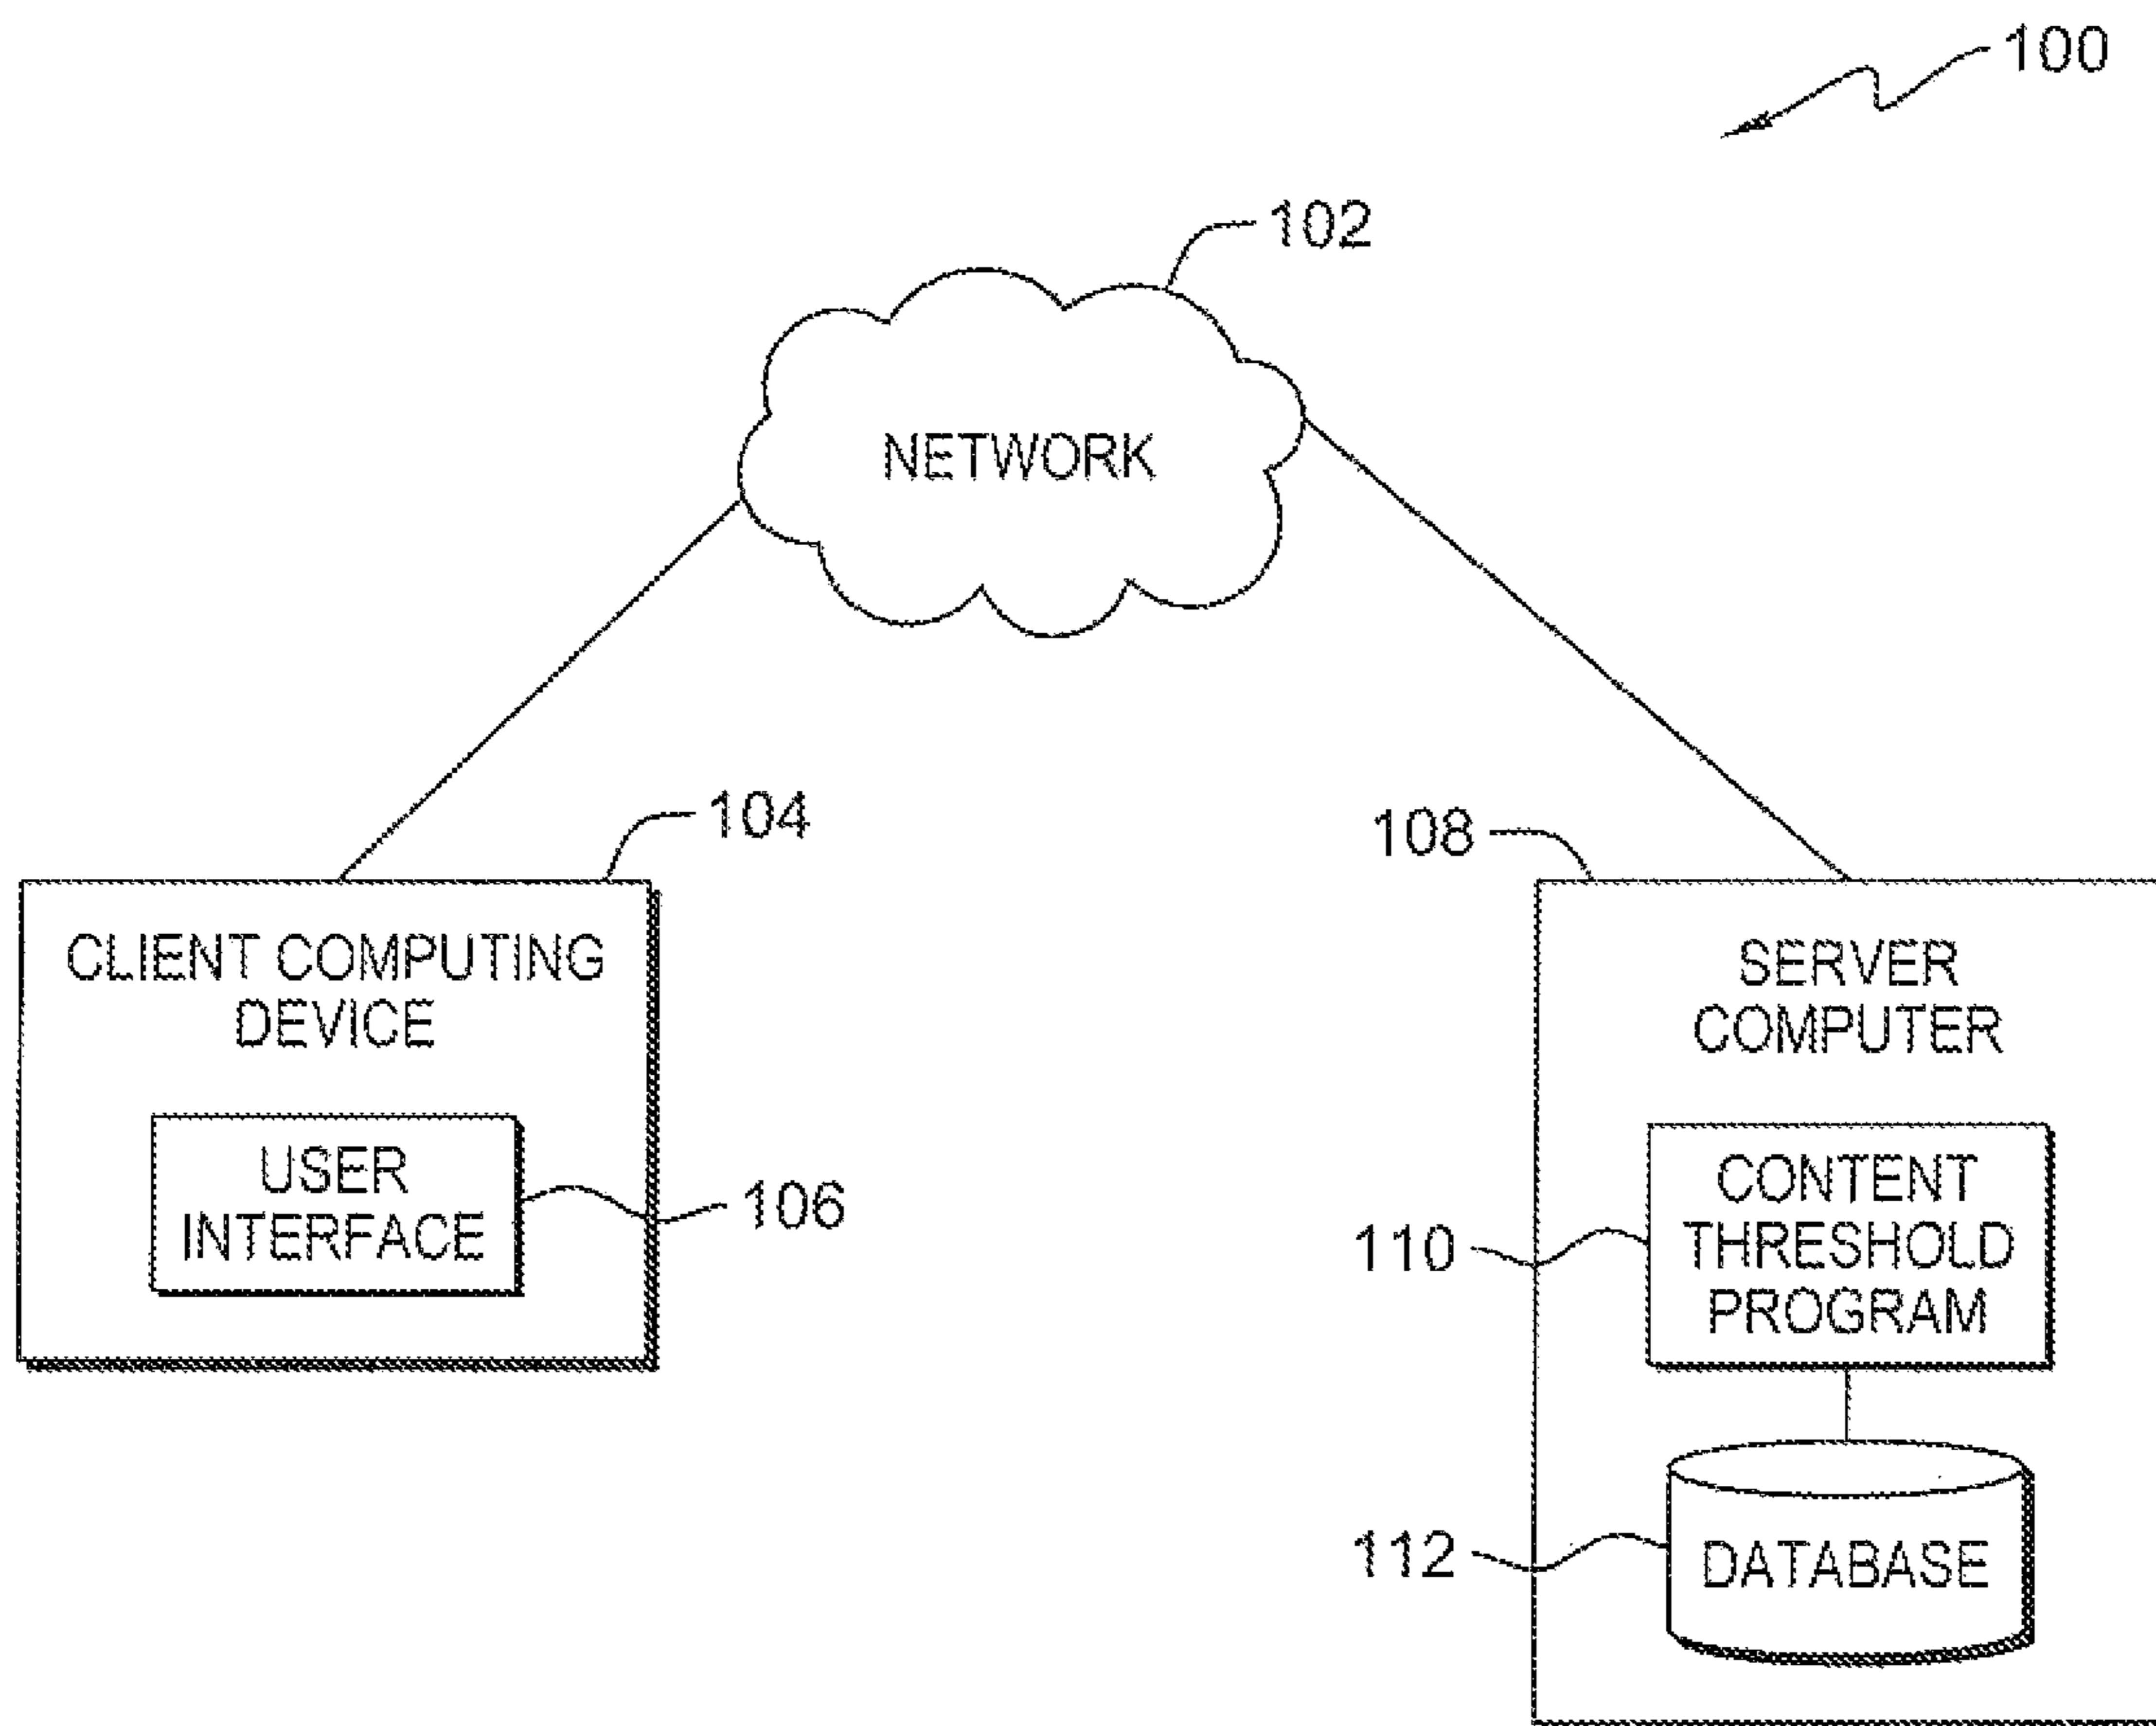 100
102
NETWORK
104
CLIENT COMPUTING
DEVICE
USER
INTERFACE
106
108
SERVER
COMPUTER
CONTENT
THRESHOLD
PROGRAM
110
DATABASE
112